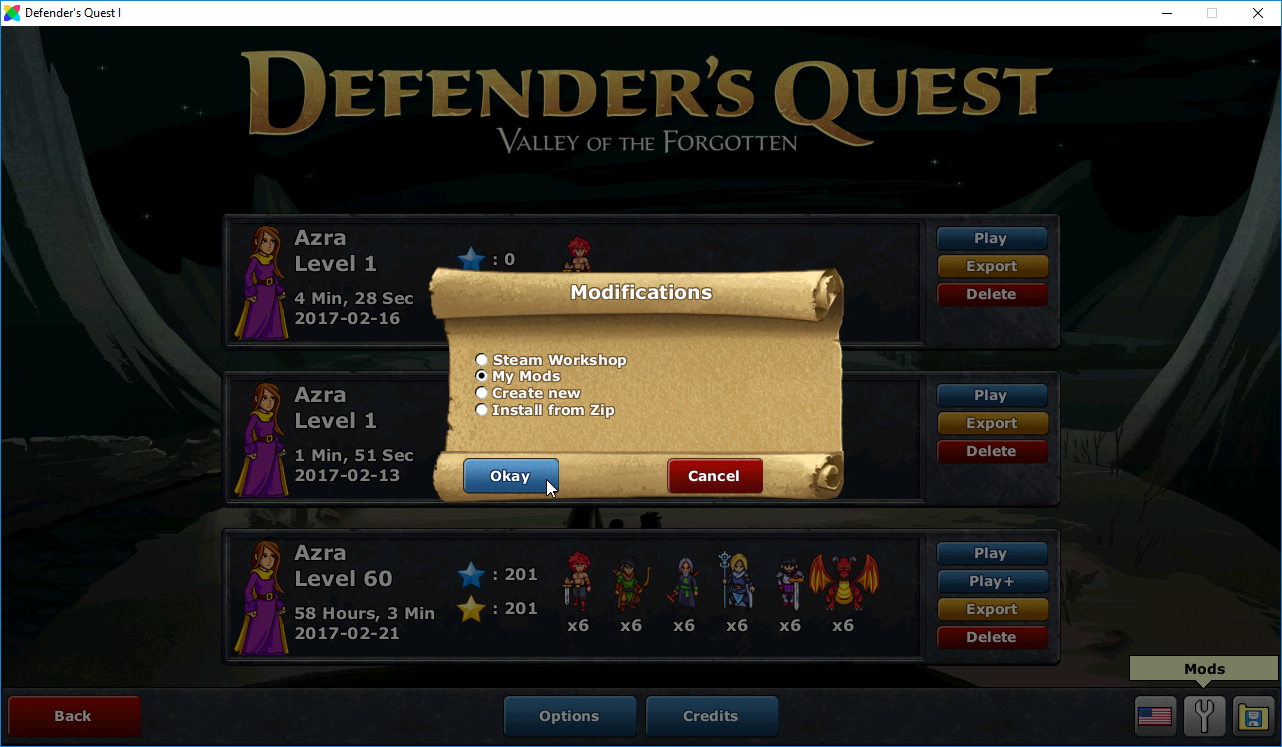 Defender's Quest I
DEFENDER'S QUEST
VALLEY OF THE FORGOTTEN
Azra
Level 1
4 Min, 28 Sec
2017-02-16
: 0
Play
Export
Delete
Modifications
Steam Workshop
My Mods
Create new
Install from Zip
Okay
Cancel
Azra
Level 1
1 Min, 51 Sec
2017-02-13
Play
Export
Delete
Azra
Level 60
58 Hours, 3 Min
2017-02-21
: 201
: 201
x6
x6
x6
x6
x6
x6
Play
Play+
Export
Delete
Mods
Back
Options
Credits